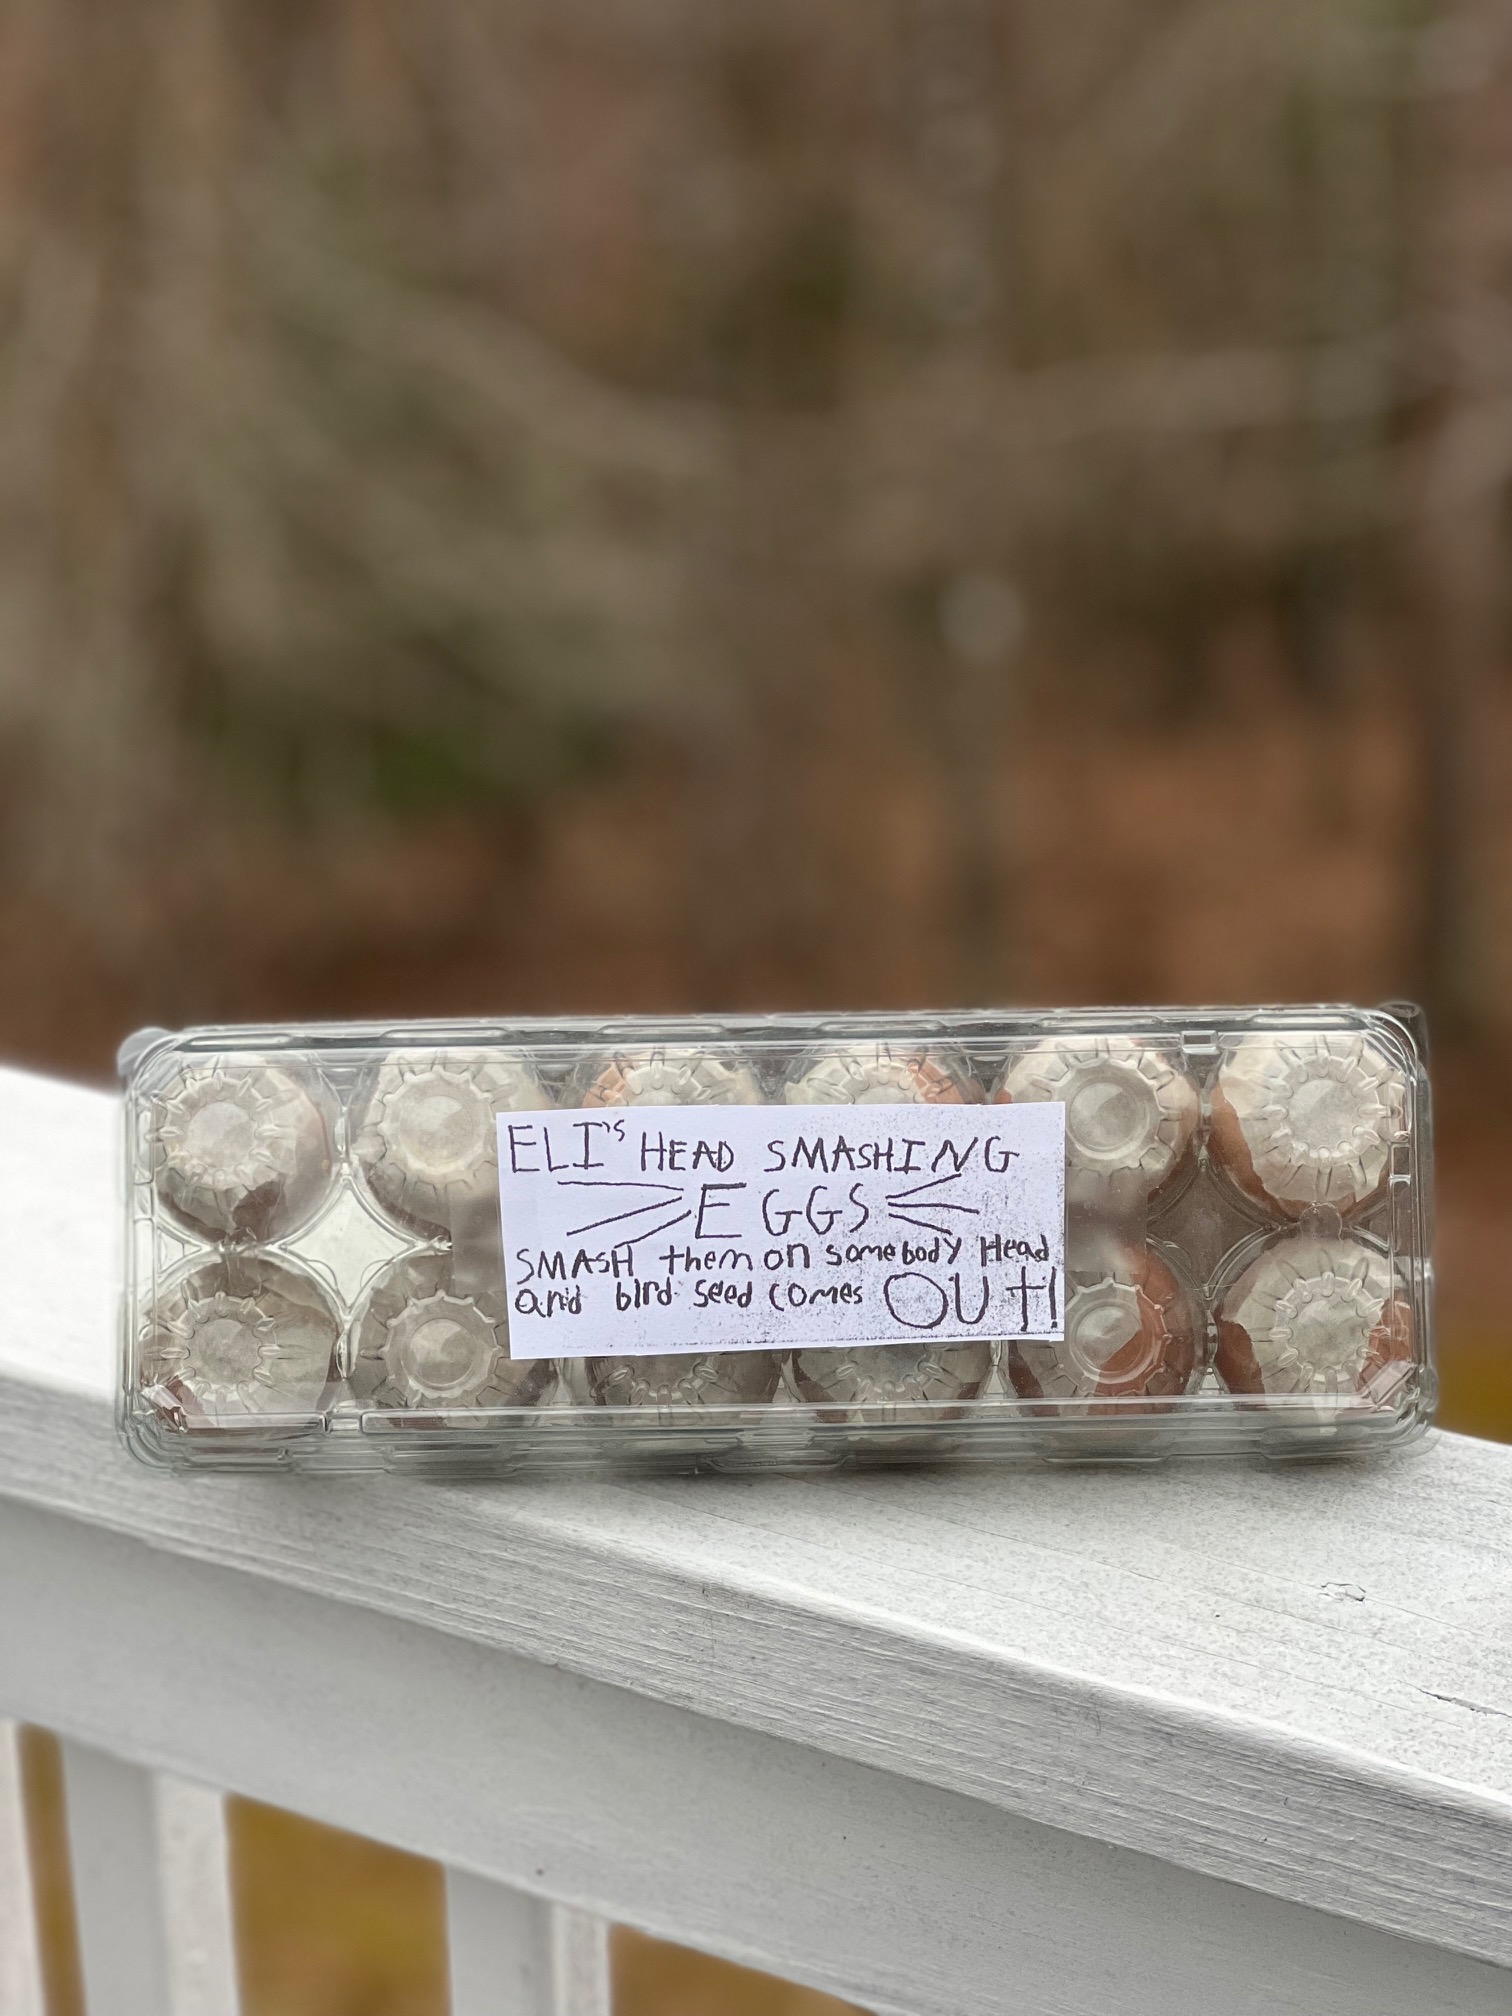 ELI's HEAD SMASHING
EGGS
SMASH them on somebody Head
and bird seed comes OUT!